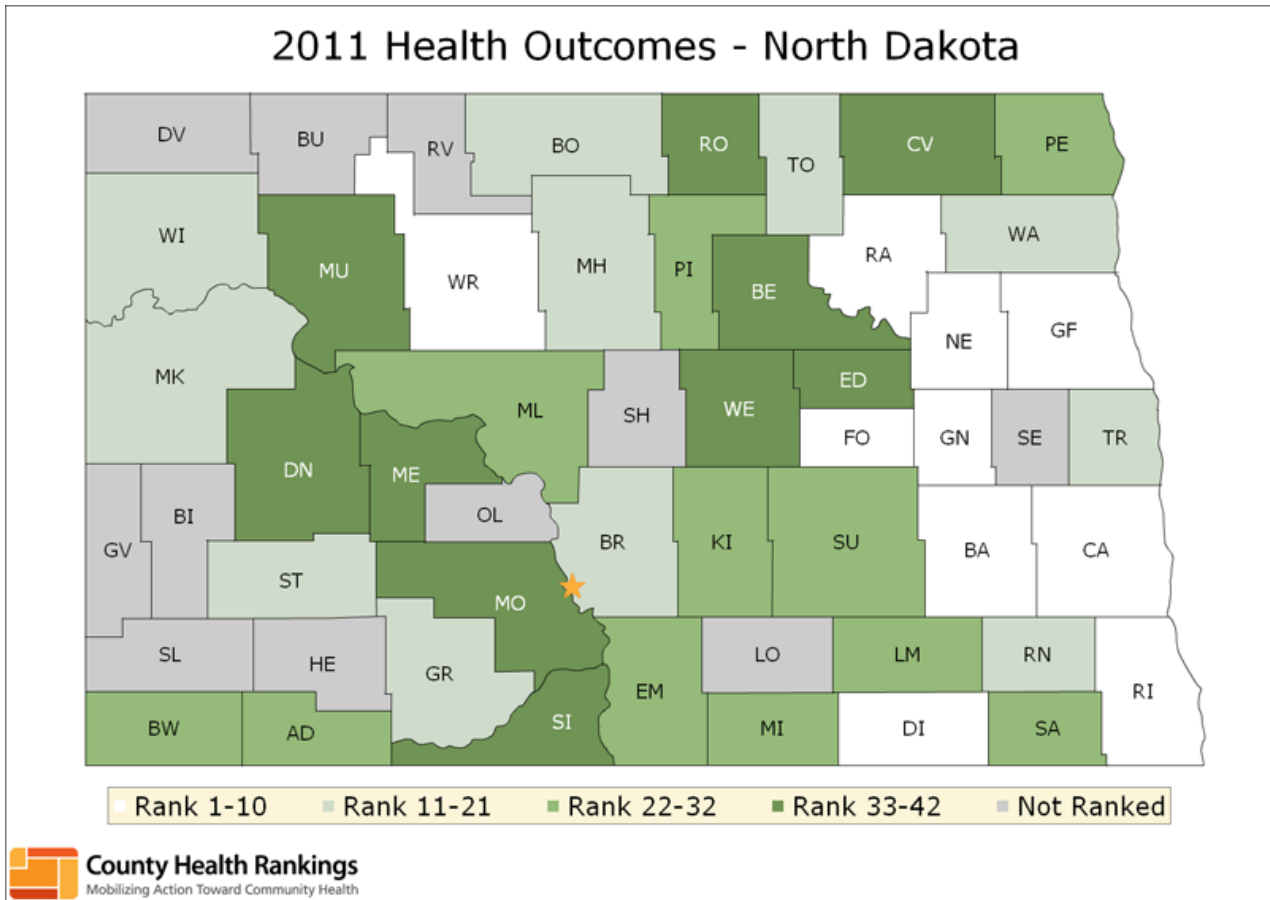 2011 Health Outcomes - North Dakota
DV BU RV BO RO TO CV PE
WI MU WR MH PI BE RA WA
MK NE GF
ML SH WE ED
DN ME FO GN SE TR
GV BI OL BR KI SU BA CA
ST MO
SL HE GR EM LO LM RN RI
BW AD SI MI DI SA
Rank 1-10 Rank 11-21 Rank 22-32 Rank 33-42 Not Ranked
County Health Rankings
Mobilizing Action Toward Community Health